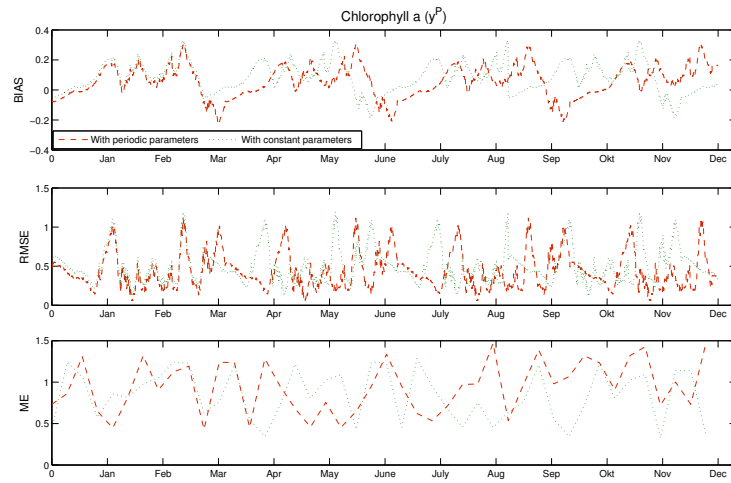 Chlorophyll a (y^P)
0.4
0.2
0
−0.2
−0.4
BIAS
With periodic parameters
With constant parameters
0 Jan Feb Mar Apr May June July Aug Sep Okt Nov Dec
1.5
1
0.5
0
RMSE
0 Jan Feb Mar Apr May June July Aug Sep Okt Nov Dec
1.5
1
0.5
0
ME
0 Jan Feb Mar Apr May June July Aug Sep Okt Nov Dec